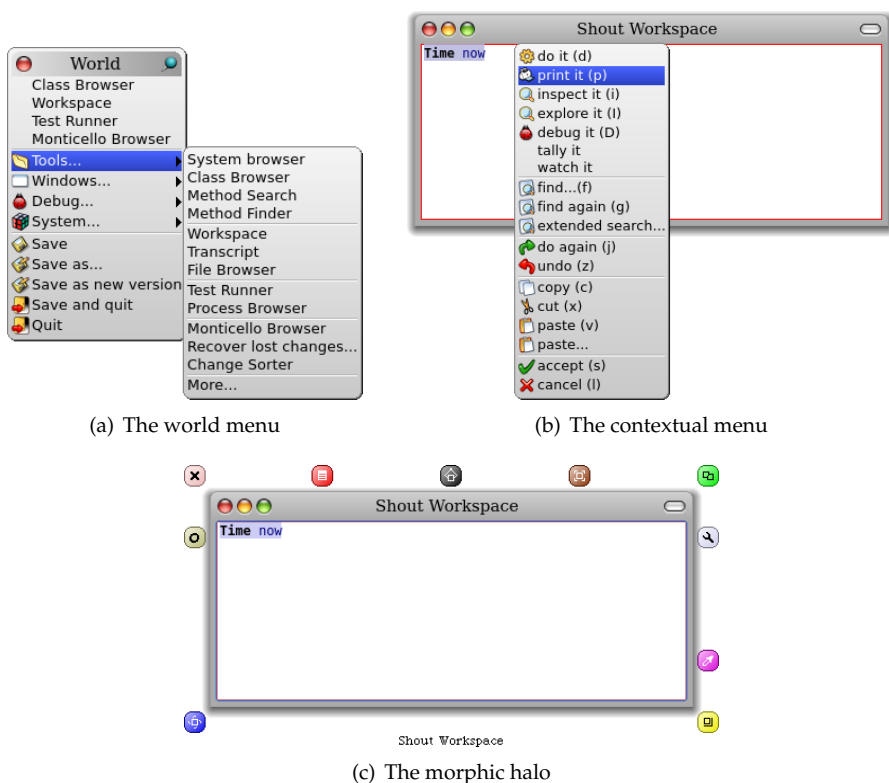 World
Class Browser
Workspace
Test Runner
Monticello Browser
Tools...
Windows...
Debug...
System...
Save
Save as...
Save as new version
Save and quit
Quit
System browser
Class Browser
Method Search
Method Finder
Workspace
Transcript
File Browser
Test Runner
Process Browser
Monticello Browser
Recover lost changes...
Change Sorter
More...
(a) The world menu
Shout Workspace
Time now
do it (d)
print it (p)
inspect it (i)
explore it (I)
debug it (D)
tally it
watch it
find...(f)
find again (g)
extended search...
do again (j)
undo (z)
copy (c)
cut (x)
paste (v)
paste...
accept (s)
cancel (l)
(b) The contextual menu
Shout Workspace
Time now
Shout Workspace
(c) The morphic halo